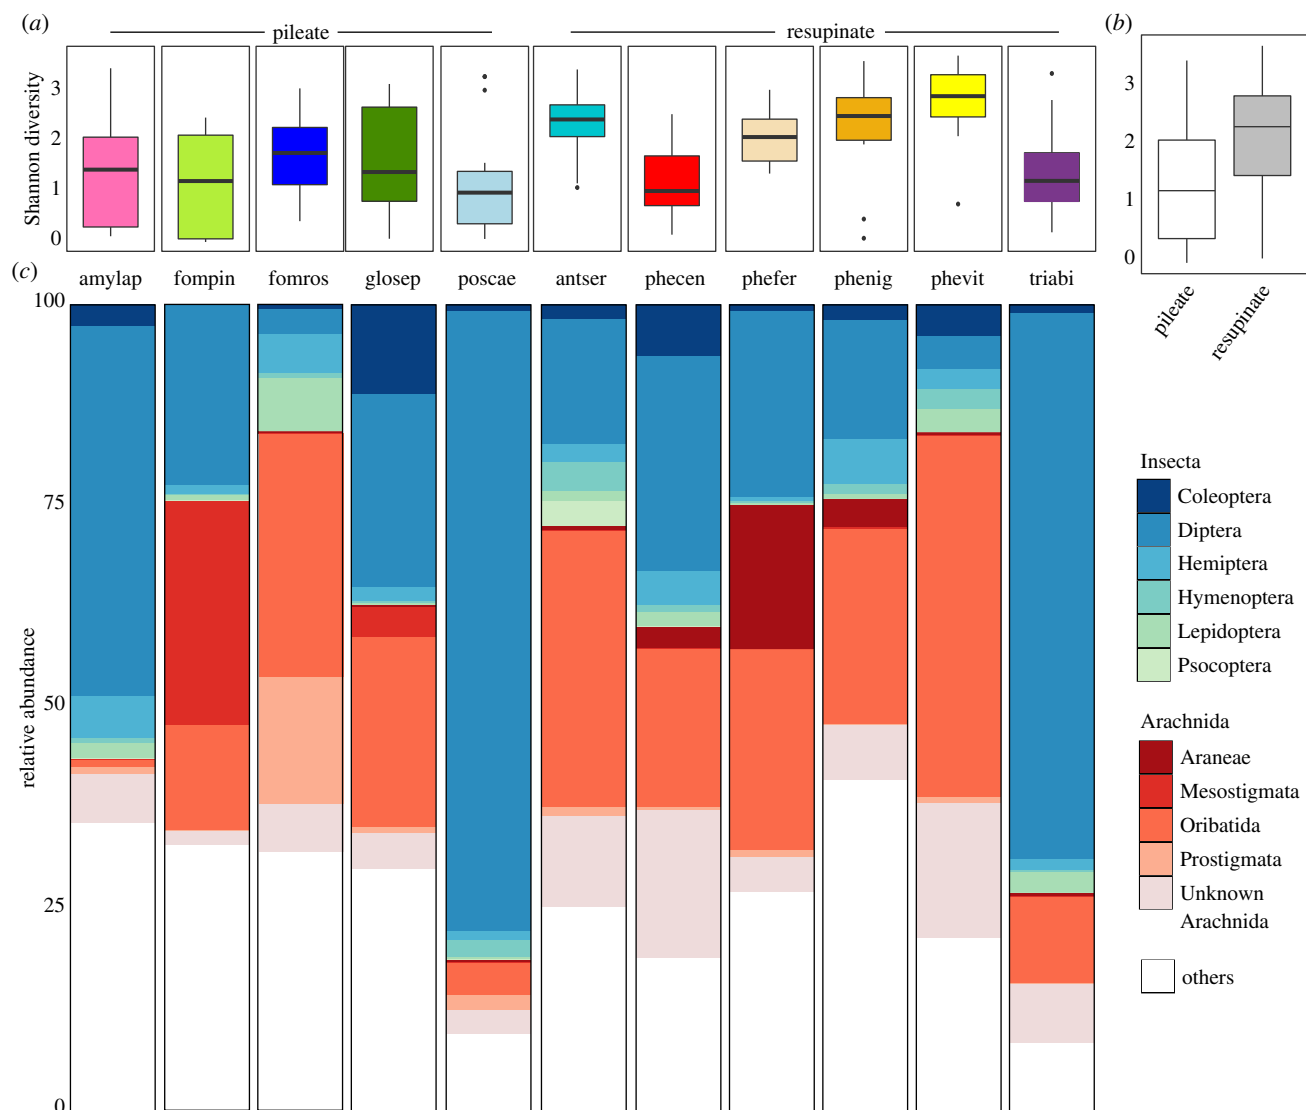 (a)
pileate
resupinate
(b)
Shannon diversity
3
2
1
0
3
2
1
0
pileate
resupinate
(c)
amylap fompin fomros glosep poscae antser phecen phefer phenig phevit triabi
relative abundance
100
75
50
25
0
Insecta
Coleoptera
Diptera
Hemiptera
Hymenoptera
Lepidoptera
Psocoptera
Arachnida
Araneae
Mesostigmata
Oribatida
Prostigmata
Unknown
Arachnida
others